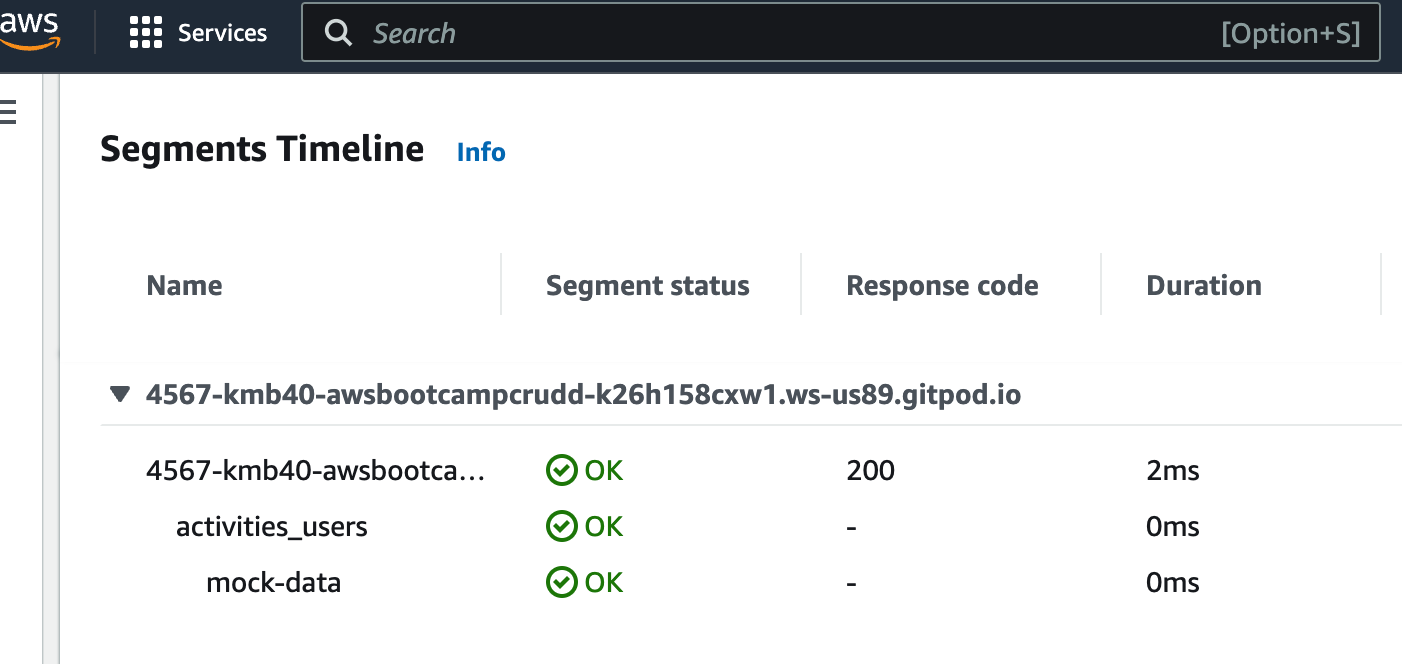 aws Services Search [Option+S]
Segments Timeline Info
Name Segment status Response code Duration
4567-kmb40-awsbootcampcrudd-k26h158cxw1.ws-us89.gitpod.io
4567-kmb40-awsbootca... OK 200 2ms
activities_users OK - 0ms
mock-data OK - 0ms